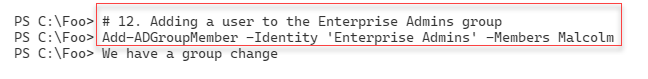 PS C:\Foo> # 12. Adding a user to the Enterprise Admins group
PS C:\Foo> Add-ADGroupMember -Identity 'Enterprise Admins' -Members Malcolm
PS C:\Foo> We have a group change